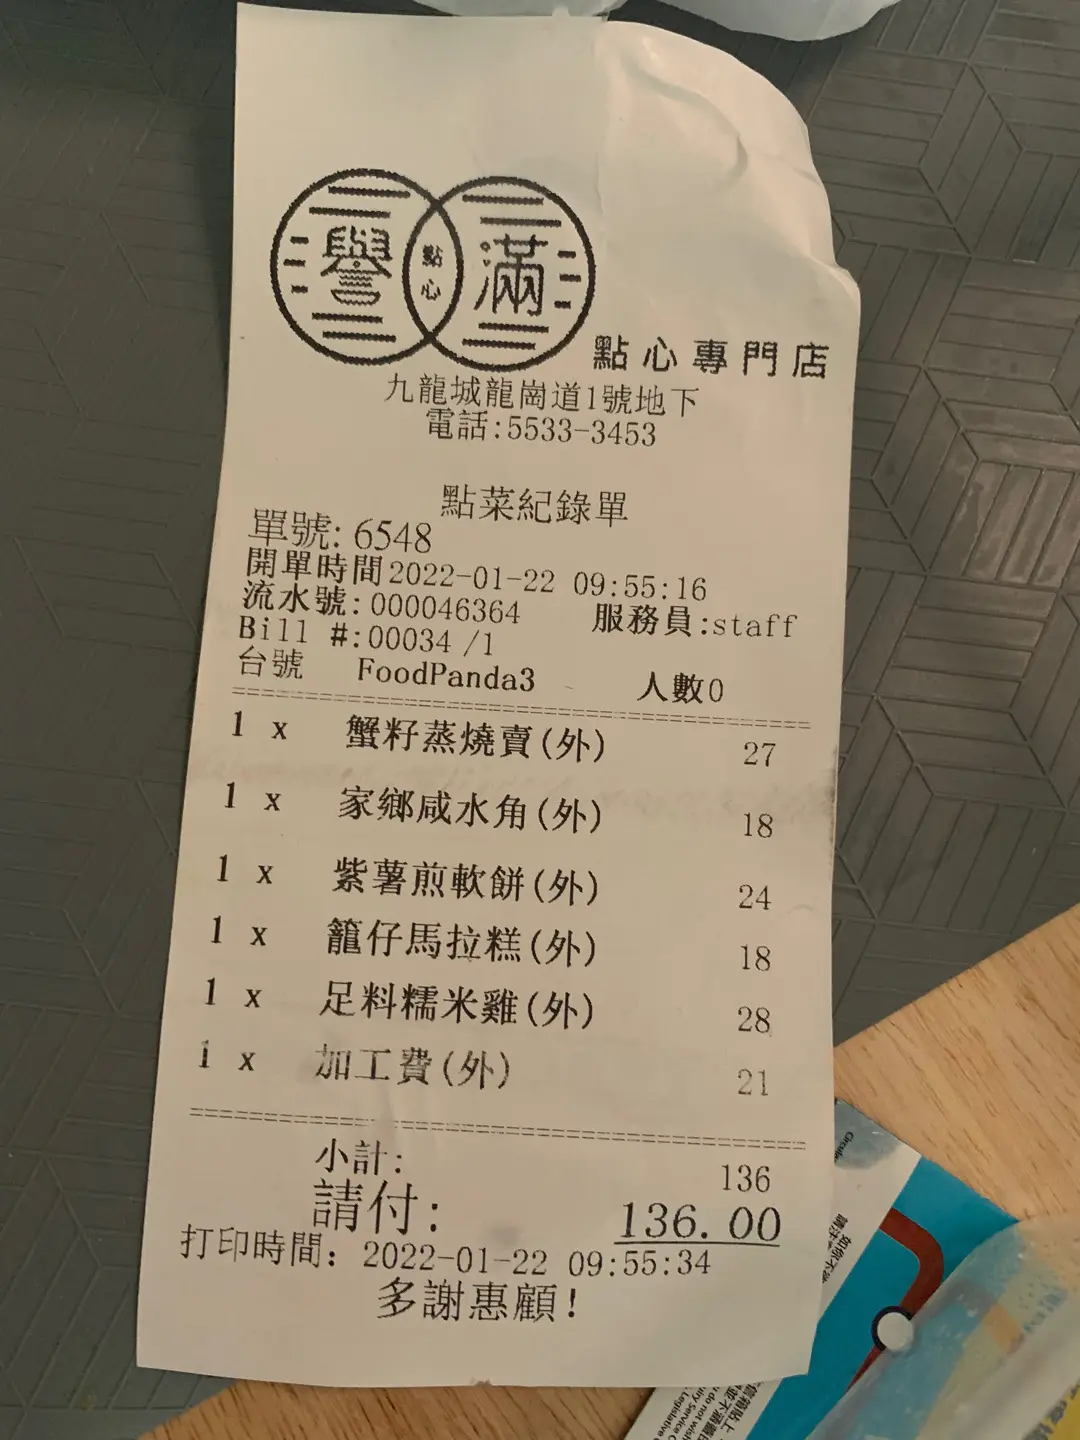 譽 點心 滿
點心專門店
九龍城龍崗道1號地下
電話:5533-3453
點菜紀錄單
單號: 6548
開單時間2022-01-22 09:55:16
流水號:000046364 服務員:staff
Bill #:00034 /1
台號 FoodPanda3 人數0
1 x 蟹籽蒸燒賣(外) 27
1 x 家鄉咸水角(外) 18
1 x 紫薯煎軟餅(外) 24
1 x 籠仔馬拉糕(外) 18
1 x 足料糯米雞(外) 28
1 x 加工費(外) 21
小計: 136
請付: 136.00
打印時間: 2022-01-22 09:55:34
多謝惠顧!